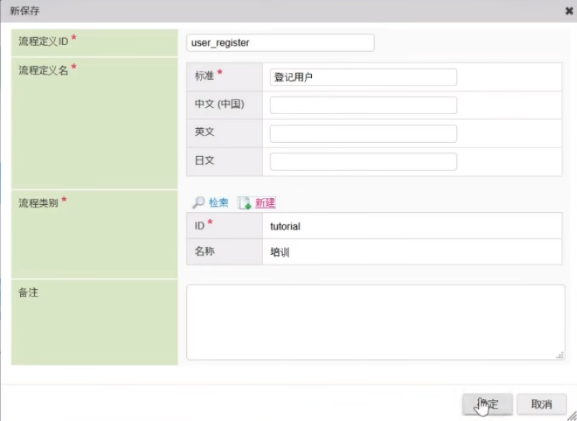 新保存
流程定义ID *
user_register
流程定义名 *
标准 *
登记用户
中文 (中国)
英文
日文
流程类别 *
检索 新建
ID *
tutorial
名称
培训
备注
定 取消